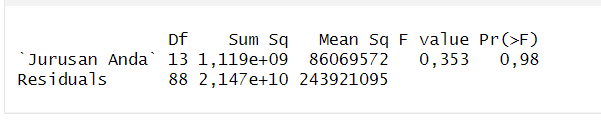 Df Sum Sq Mean Sq F value Pr(>F)
`Jurusan Anda` 13 1,119e+09 86069572 0,353 0,98
Residuals 88 2,147e+10 243921095